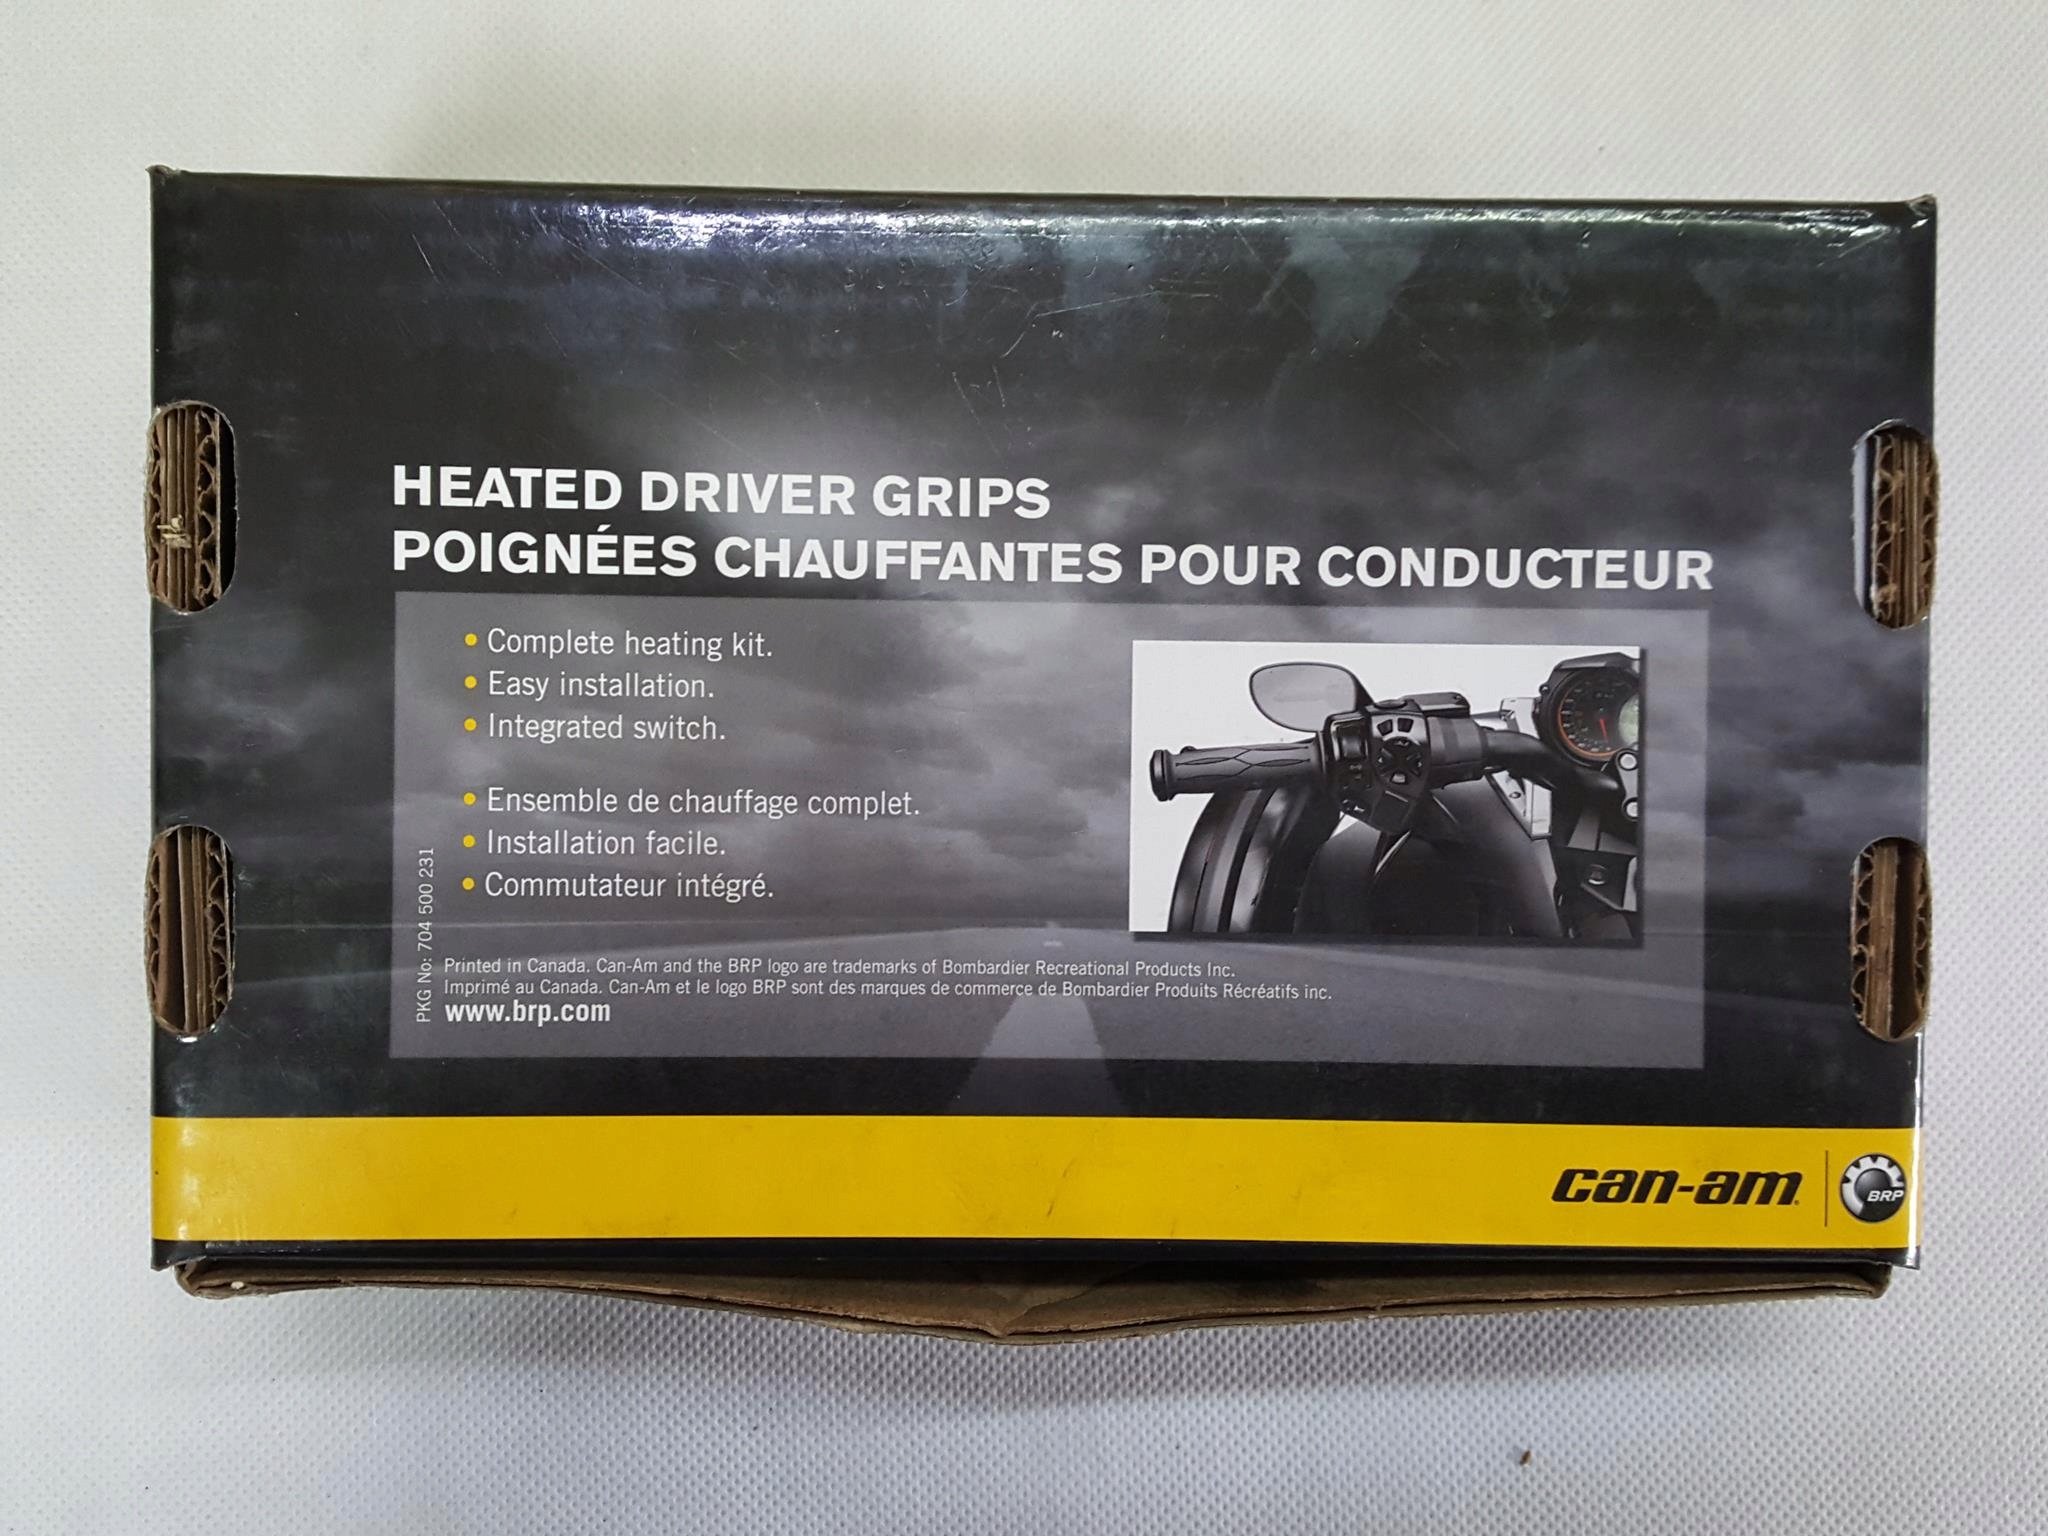 HEATED DRIVER GRIPS
POIGNÉES CHAUFFANTES POUR CONDUCTEUR
• Complete heating kit.
• Easy installation.
• Integrated switch.
• Ensemble de chauffage complet.
• Installation facile.
• Commutateur intégré.
PKG No: 704 500 231
Printed in Canada. Can-Am and the BRP logo are trademarks of Bombardier Recreational Products Inc.
Imprimé au Canada. Can-Am et le logo BRP sont des marques de commerce de Bombardier Produits Récréatifs inc.
www.brp.com
can-am
BRP